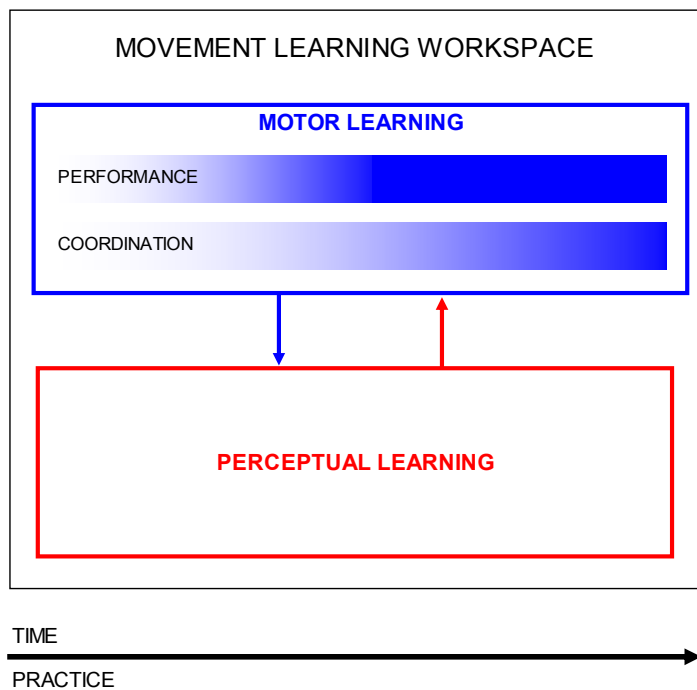 MOVEMENT LEARNING WORKSPACE
MOTOR LEARNING
PERFORMANCE
COORDINATION
PERCEPTUAL LEARNING
TIME
PRACTICE